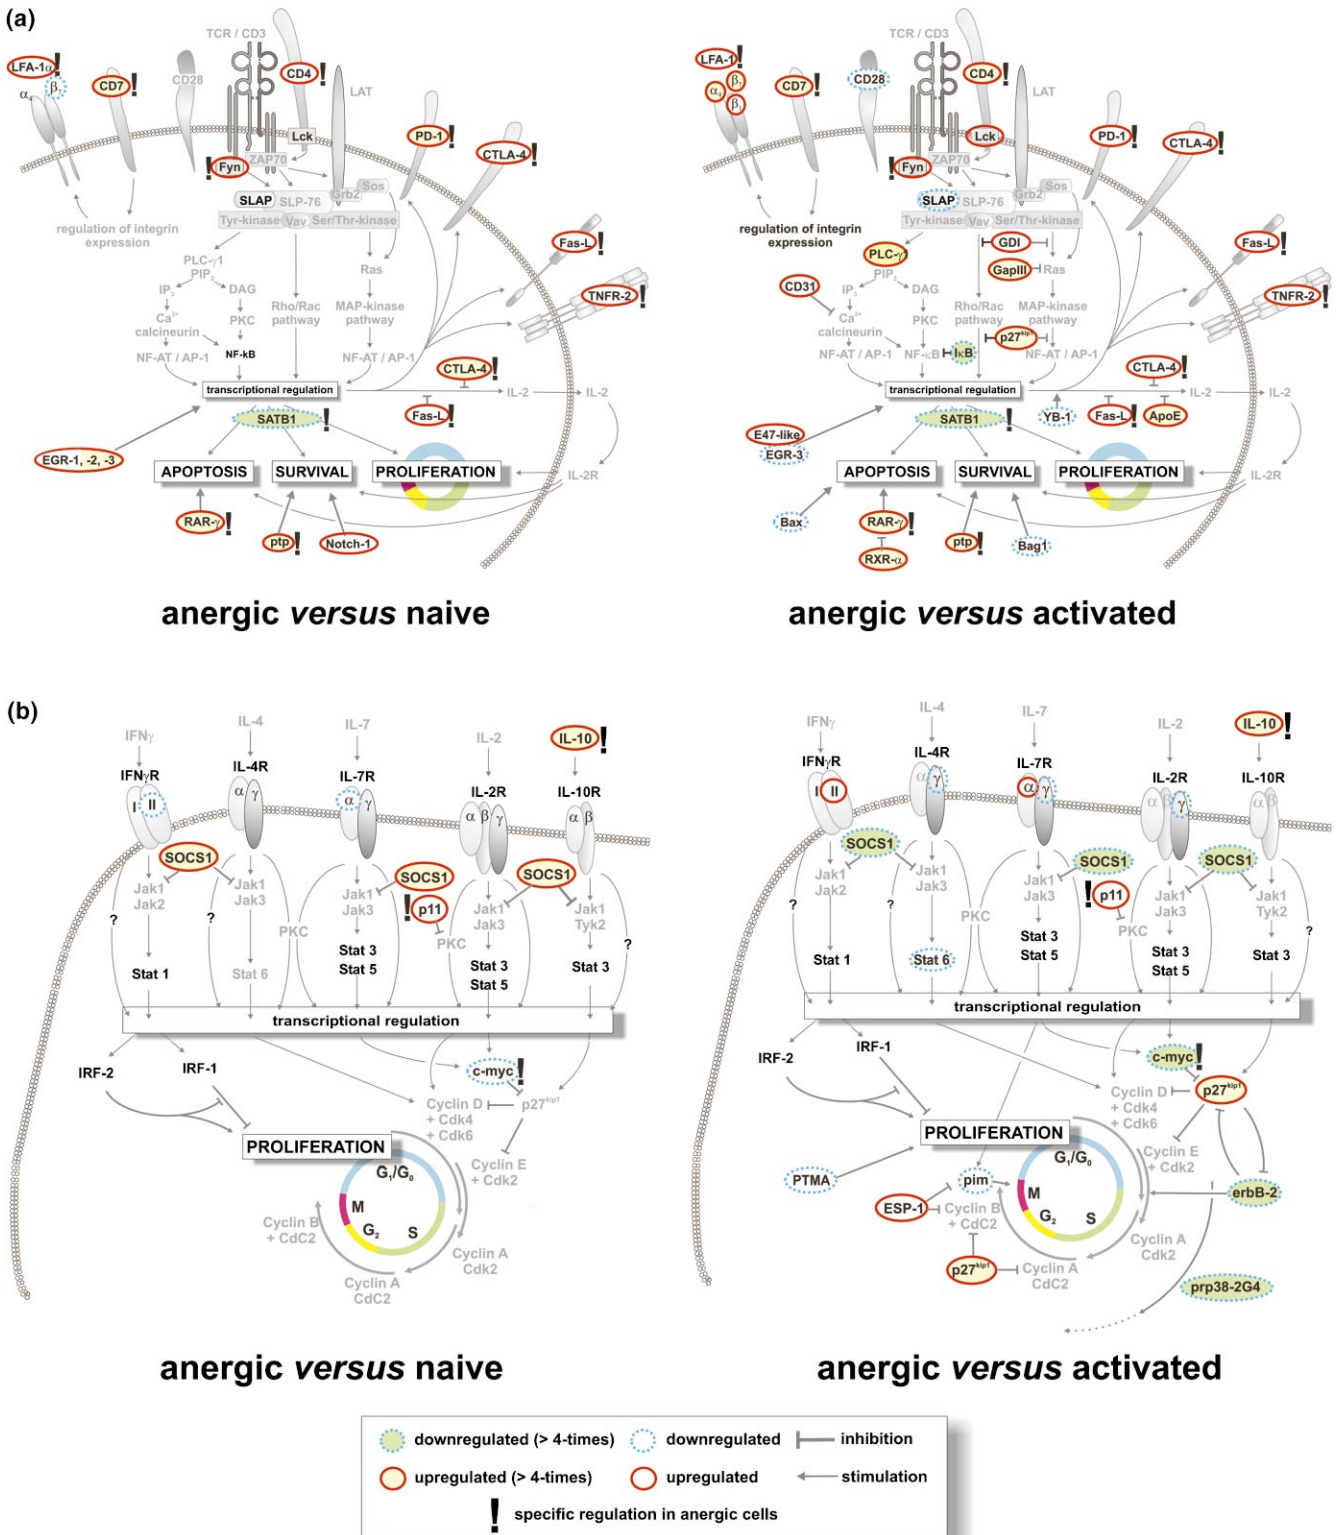 (a)
TCR / CD3
LFA-1α !
β₇
α₄
CD7 !
CD28
CD4 !
LAT
Lck
PD-1 !
CTLA-4 !
! Fyn
ZAP70
Sos
Grb2
SLAP
SLP-76
Tyr-kinase
Vav
Ser/Thr-kinase
regulation of integrin
expression
Fas-L !
PLC-γ1
PIP₂
Ras
TNFR-2 !
IP₃
DAG
Ca²⁺
calcineurin
PKC
Rho/Rac
pathway
MAP-kinase
pathway
NF-AT / AP-1
NF-kB
NF-AT / AP-1
CTLA-4 !
transcriptional regulation
IL-2
IL-2
Fas-L !
SATB1 !
EGR-1, -2, -3
APOPTOSIS
SURVIVAL
PROLIFERATION
IL-2R
RAR-γ !
ptp !
Notch-1
anergic versus naive
TCR / CD3
LFA-1 !
β₇
α₄
CD7 !
CD28
CD4 !
LAT
Lck
PD-1 !
CTLA-4 !
! Fyn
ZAP70
Sos
Grb2
SLAP
SLP-76
Tyr-kinase
Vav
Ser/Thr-kinase
regulation of integrin
expression
GDI
Fas-L !
PLC-γ1
PIP₂
GapIII
Ras
CD31
TNFR-2 !
IP₃
DAG
Ca²⁺
calcineurin
PKC
Rho/Rac
pathway
MAP-kinase
pathway
p27ᵏⁱᵖ¹
NF-AT / AP-1
NF-κB
IκB
NF-AT / AP-1
CTLA-4 !
transcriptional regulation
IL-2
IL-2
YB-1
Fas-L !
ApoE
SATB1 !
E47-like
EGR-3
APOPTOSIS
SURVIVAL
PROLIFERATION
IL-2R
Bax
RAR-γ !
ptp !
Bag1
RXR-α
anergic versus activated
(b)
IFNγ
IL-4
IL-7
IL-2
IL-10 !
IFNγR
IL-4R
IL-7R
IL-2R
IL-10R
I II
α γ
α γ
α β γ
α β
SOCS1
SOCS1
SOCS1
! p11
Jak1
Jak2
Jak1
Jak3
Jak1
Jak3
Jak1
Jak3
Jak1
Tyk2
?
?
?
PKC
PKC
Stat 1
Stat 6
Stat 3
Stat 5
Stat 3
Stat 5
Stat 3
transcriptional regulation
IRF-2
IRF-1
c-myc !
Cyclin D
+ Cdk4
+ Cdk6
p27ᵏⁱᵖ¹
PROLIFERATION
Cyclin E
+ Cdk2
G₁/G₀
M
G₂
S
Cyclin B
+ CdC2
Cyclin A
Cdk2
Cyclin A
CdC2
anergic versus naive
IFNγ
IL-4
IL-7
IL-2
IL-10 !
IFNγR
IL-4R
IL-7R
IL-2R
IL-10R
I II
α γ
α γ
α β γ
α β
SOCS1
SOCS1
SOCS1
! p11
Jak1
Jak2
Jak1
Jak3
Jak1
Jak3
Jak1
Jak3
Jak1
Tyk2
?
?
?
PKC
PKC
Stat 1
Stat 6
Stat 3
Stat 5
Stat 3
Stat 5
Stat 3
transcriptional regulation
IRF-2
IRF-1
c-myc !
Cyclin D
+ Cdk4
+ Cdk6
p27ᵏⁱᵖ¹
PROLIFERATION
Cyclin E
+ Cdk2
G₁/G₀
PTMA
pim
M
G₂
S
erbB-2
ESP-1
Cyclin B
+ CdC2
Cyclin A
Cdk2
p27ᵏⁱᵖ¹
Cyclin A
CdC2
prp38-2G4
anergic versus activated
downregulated (> 4-times)
downregulated
inhibition
upregulated (> 4-times)
upregulated
stimulation
! specific regulation in anergic cells